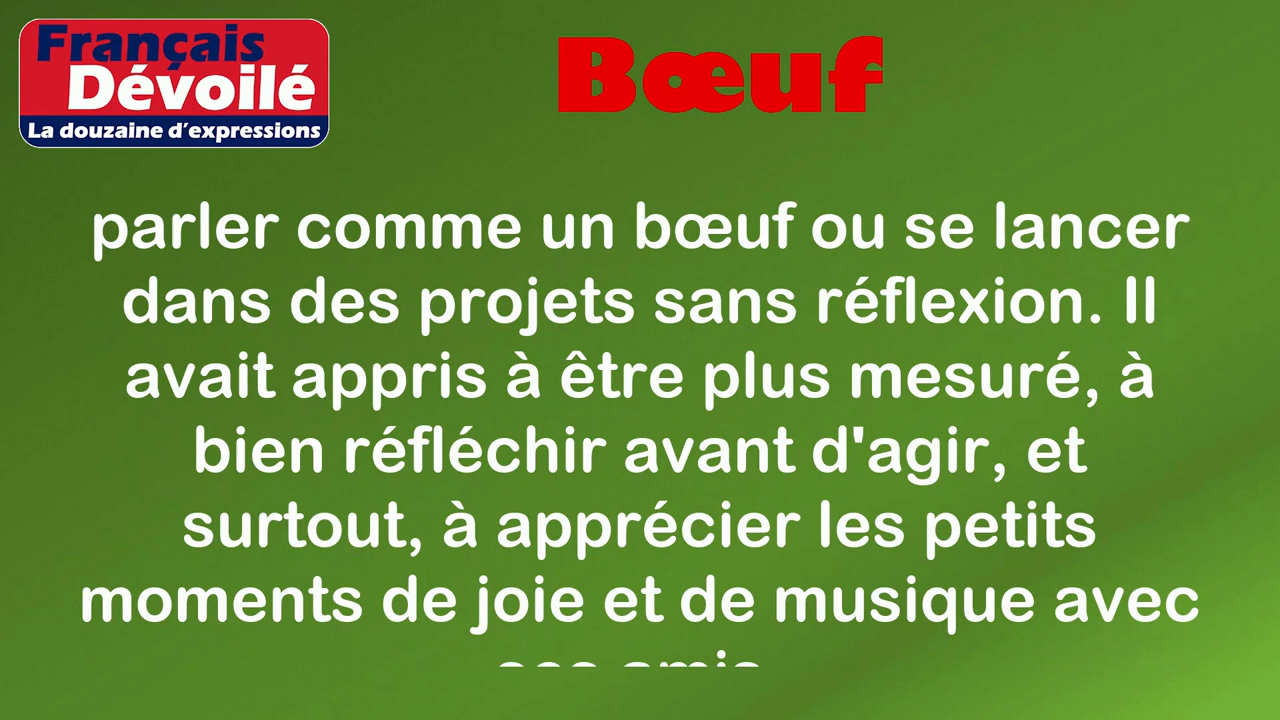 Français
Dévoilé
La douzaine d'expressions
Bœuf
parler comme un bœuf ou se lancer
dans des projets sans réflexion. Il
avait appris à être plus mesuré, à
bien réfléchir avant d'agir, et
surtout, à apprécier les petits
moments de joie et de musique avec